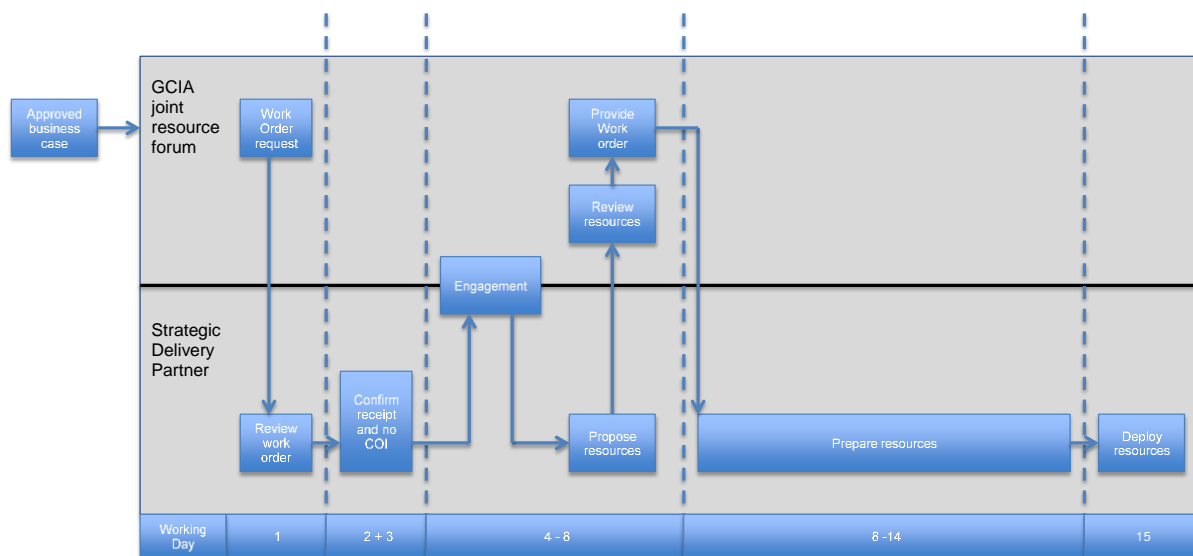 Approved
business
case
GCIA
joint
resource
forum
Work
Order
request
Provide
Work
order
Review
resources
Engagement
Strategic
Delivery
Partner
Review
work
order
Confirm
receipt
and no
COI
Propose
resources
Prepare resources
Deploy
resources
Working
Day
1
2 + 3
4 - 8
8 -14
15